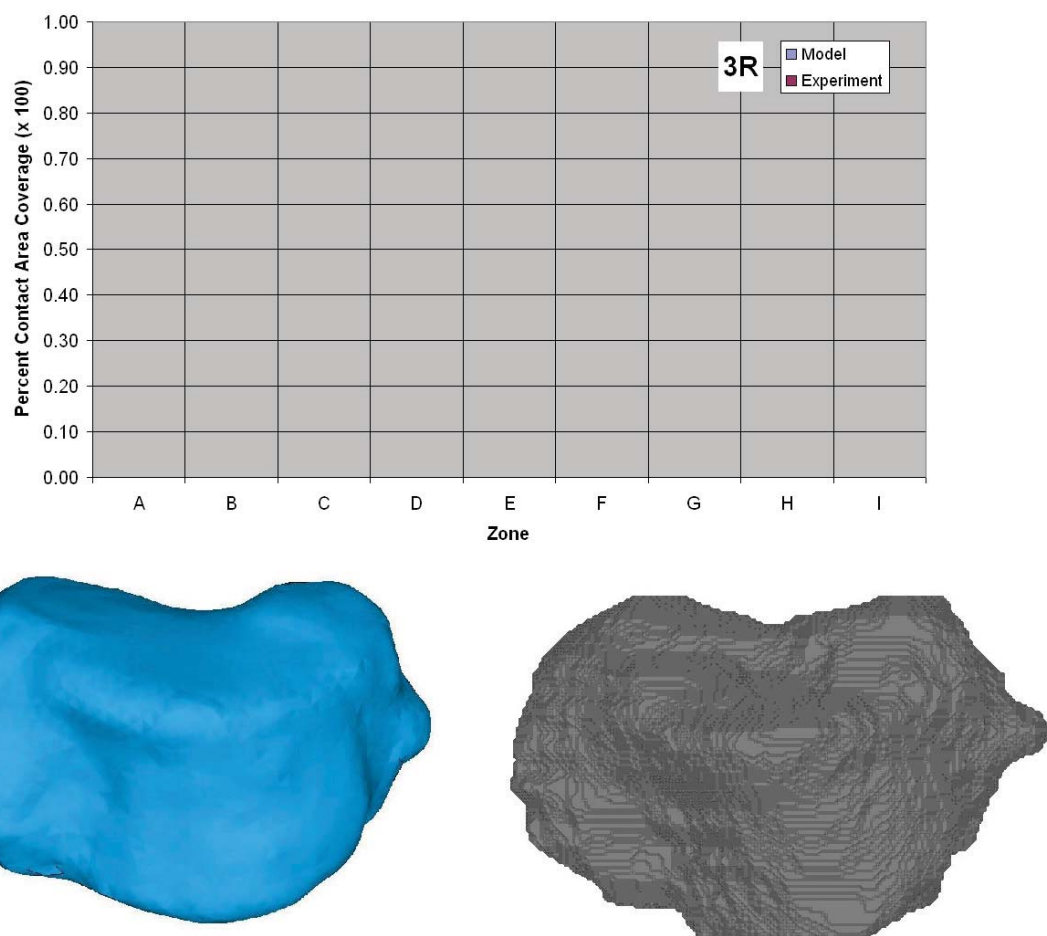 Percent Contact Area Coverage (x 100)
1.00
0.90
0.80
0.70
0.60
0.50
0.40
0.30
0.20
0.10
0.00
3R
Model
Experiment
A B C D E F G H I
Zone